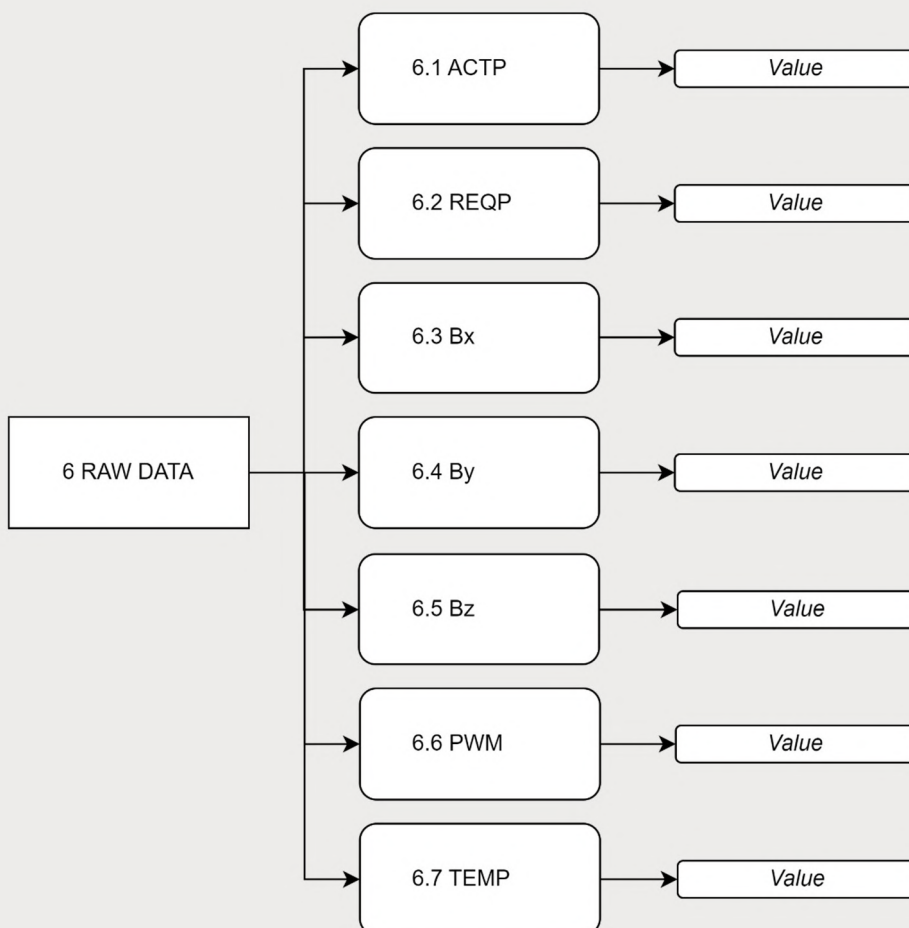 6.1 ACTP
Value
6.2 REQP
Value
6.3 Bx
Value
6 RAW DATA
6.4 By
Value
6.5 Bz
Value
6.6 PWM
Value
6.7 TEMP
Value